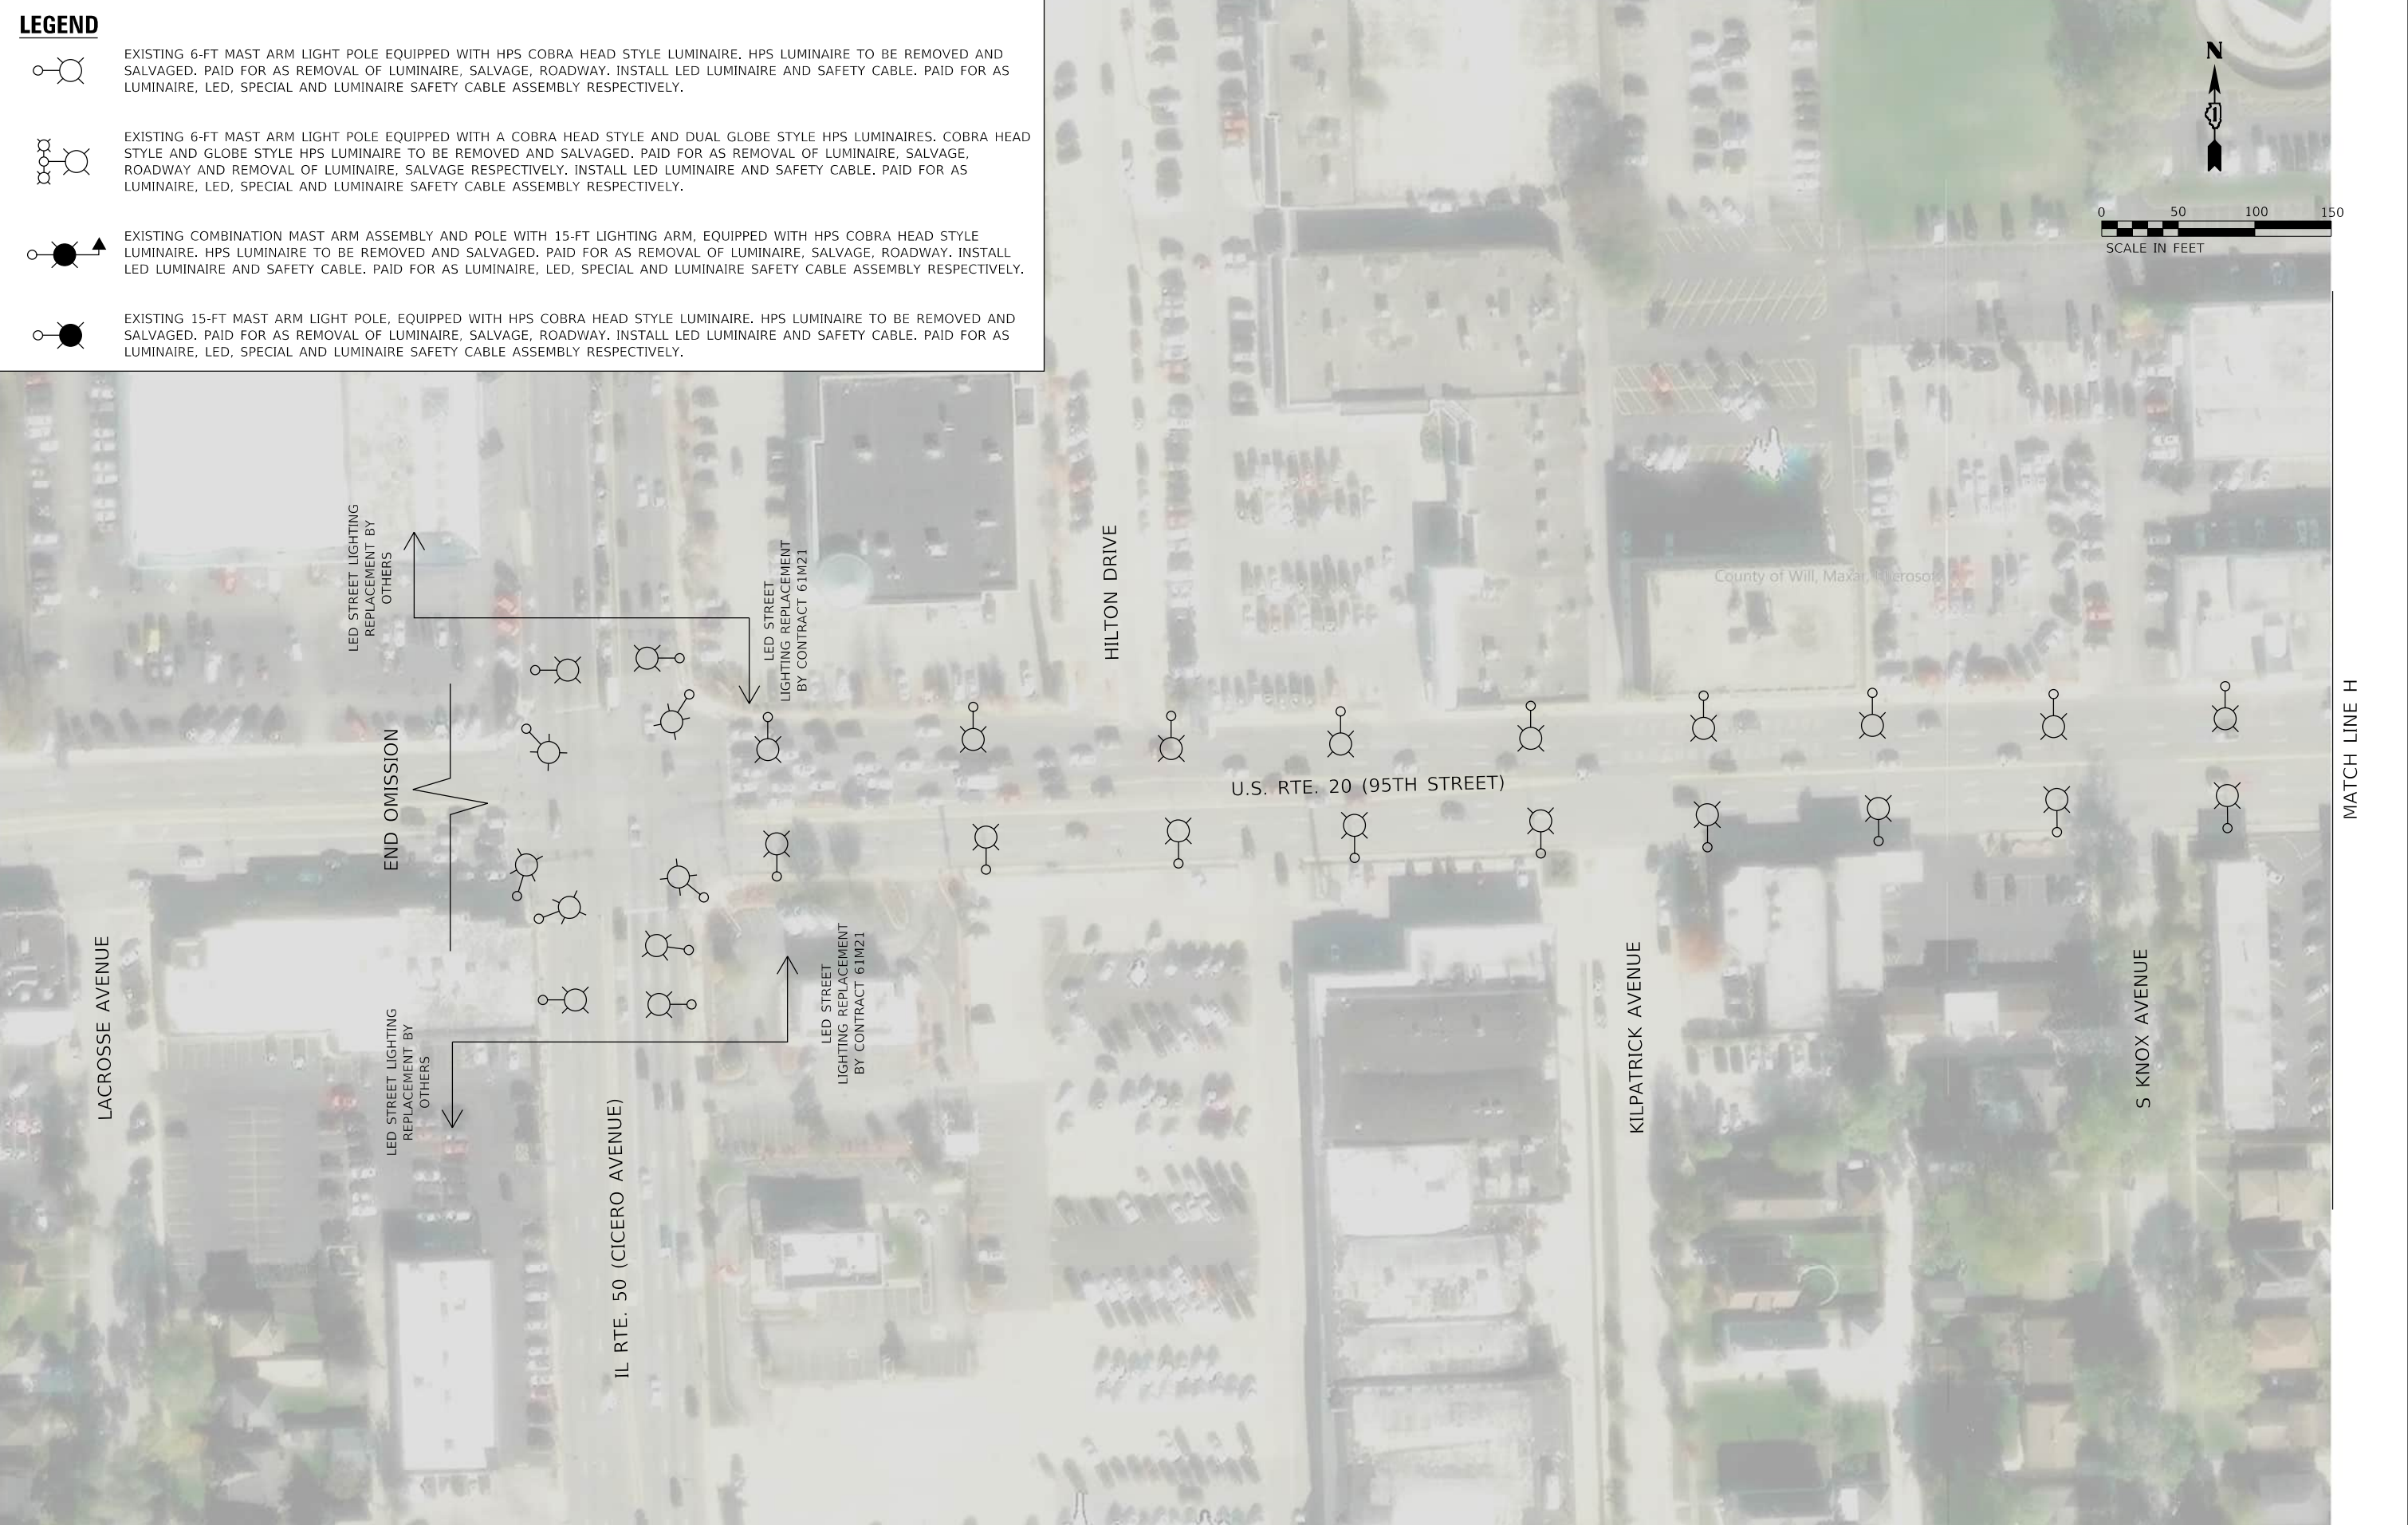 LEGEND
EXISTING 6-FT MAST ARM LIGHT POLE EQUIPPED WITH HPS COBRA HEAD STYLE LUMINAIRE. HPS LUMINAIRE TO BE REMOVED AND
SALVAGED. PAID FOR AS REMOVAL OF LUMINAIRE, SALVAGE, ROADWAY. INSTALL LED LUMINAIRE AND SAFETY CABLE. PAID FOR AS
LUMINAIRE, LED, SPECIAL AND LUMINAIRE SAFETY CABLE ASSEMBLY RESPECTIVELY.
EXISTING 6-FT MAST ARM LIGHT POLE EQUIPPED WITH A COBRA HEAD STYLE AND DUAL GLOBE STYLE HPS LUMINAIRES. COBRA HEAD
STYLE AND GLOBE STYLE HPS LUMINAIRE TO BE REMOVED AND SALVAGED. PAID FOR AS REMOVAL OF LUMINAIRE, SALVAGE,
ROADWAY AND REMOVAL OF LUMINAIRE, SALVAGE RESPECTIVELY. INSTALL LED LUMINAIRE AND SAFETY CABLE. PAID FOR AS
LUMINAIRE, LED, SPECIAL AND LUMINAIRE SAFETY CABLE ASSEMBLY RESPECTIVELY.
EXISTING COMBINATION MAST ARM ASSEMBLY AND POLE WITH 15-FT LIGHTING ARM, EQUIPPED WITH HPS COBRA HEAD STYLE
LUMINAIRE. HPS LUMINAIRE TO BE REMOVED AND SALVAGED. PAID FOR AS REMOVAL OF LUMINAIRE, SALVAGE, ROADWAY. INSTALL
LED LUMINAIRE AND SAFETY CABLE. PAID FOR AS LUMINAIRE, LED, SPECIAL AND LUMINAIRE SAFETY CABLE ASSEMBLY RESPECTIVELY.
EXISTING 15-FT MAST ARM LIGHT POLE, EQUIPPED WITH HPS COBRA HEAD STYLE LUMINAIRE. HPS LUMINAIRE TO BE REMOVED AND
SALVAGED. PAID FOR AS REMOVAL OF LUMINAIRE, SALVAGE, ROADWAY. INSTALL LED LUMINAIRE AND SAFETY CABLE. PAID FOR AS
LUMINAIRE, LED, SPECIAL AND LUMINAIRE SAFETY CABLE ASSEMBLY RESPECTIVELY.
N
1
0 50 100 150
SCALE IN FEET
LED STREET LIGHTING
REPLACEMENT BY
OTHERS
LED STREET
LIGHTING REPLACEMENT
BY CONTRACT 61M21
HILTON DRIVE
County of Will, Maxar,
END OMISSION
U.S. RTE. 20 (95TH STREET)
MATCH LINE H
LACROSSE AVENUE
LED STREET LIGHTING
REPLACEMENT BY
OTHERS
IL RTE. 50 (CICERO AVENUE)
LED STREET
LIGHTING REPLACEMENT
BY CONTRACT 61M21
KILPATRICK AVENUE
S KNOX AVENUE